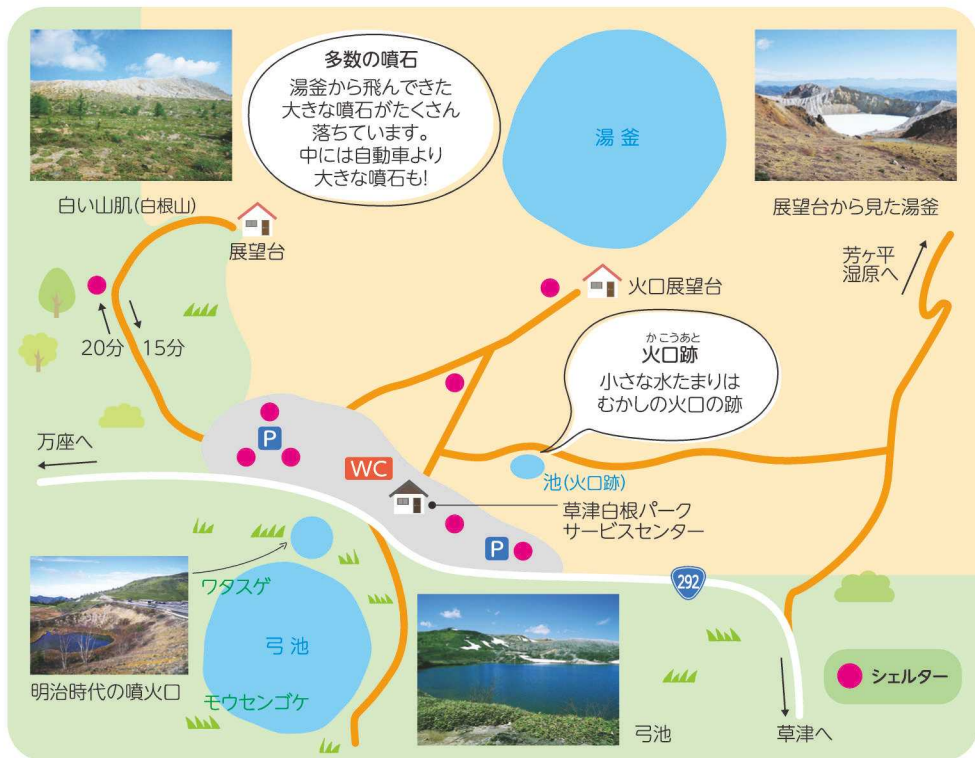 多数の噴石
湯釜から飛んできた
大きな噴石がたくさん
落ちています。
中には自動車より
大きな噴石も!
湯釜
白い山肌(白根山)
展望台から見た湯釜
展望台
芳ヶ平
湿原へ
火口展望台
20分
15分
かこうあと
火口跡
小さな水たまりは
むかしの火口の跡
万座へ
P
WC
池(火口跡)
草津白根パーク
サービスセンター
P
292
ワタスゲ
弓池
モウセンゴケ
明治時代の噴火口
弓池
シェルター
草津へ